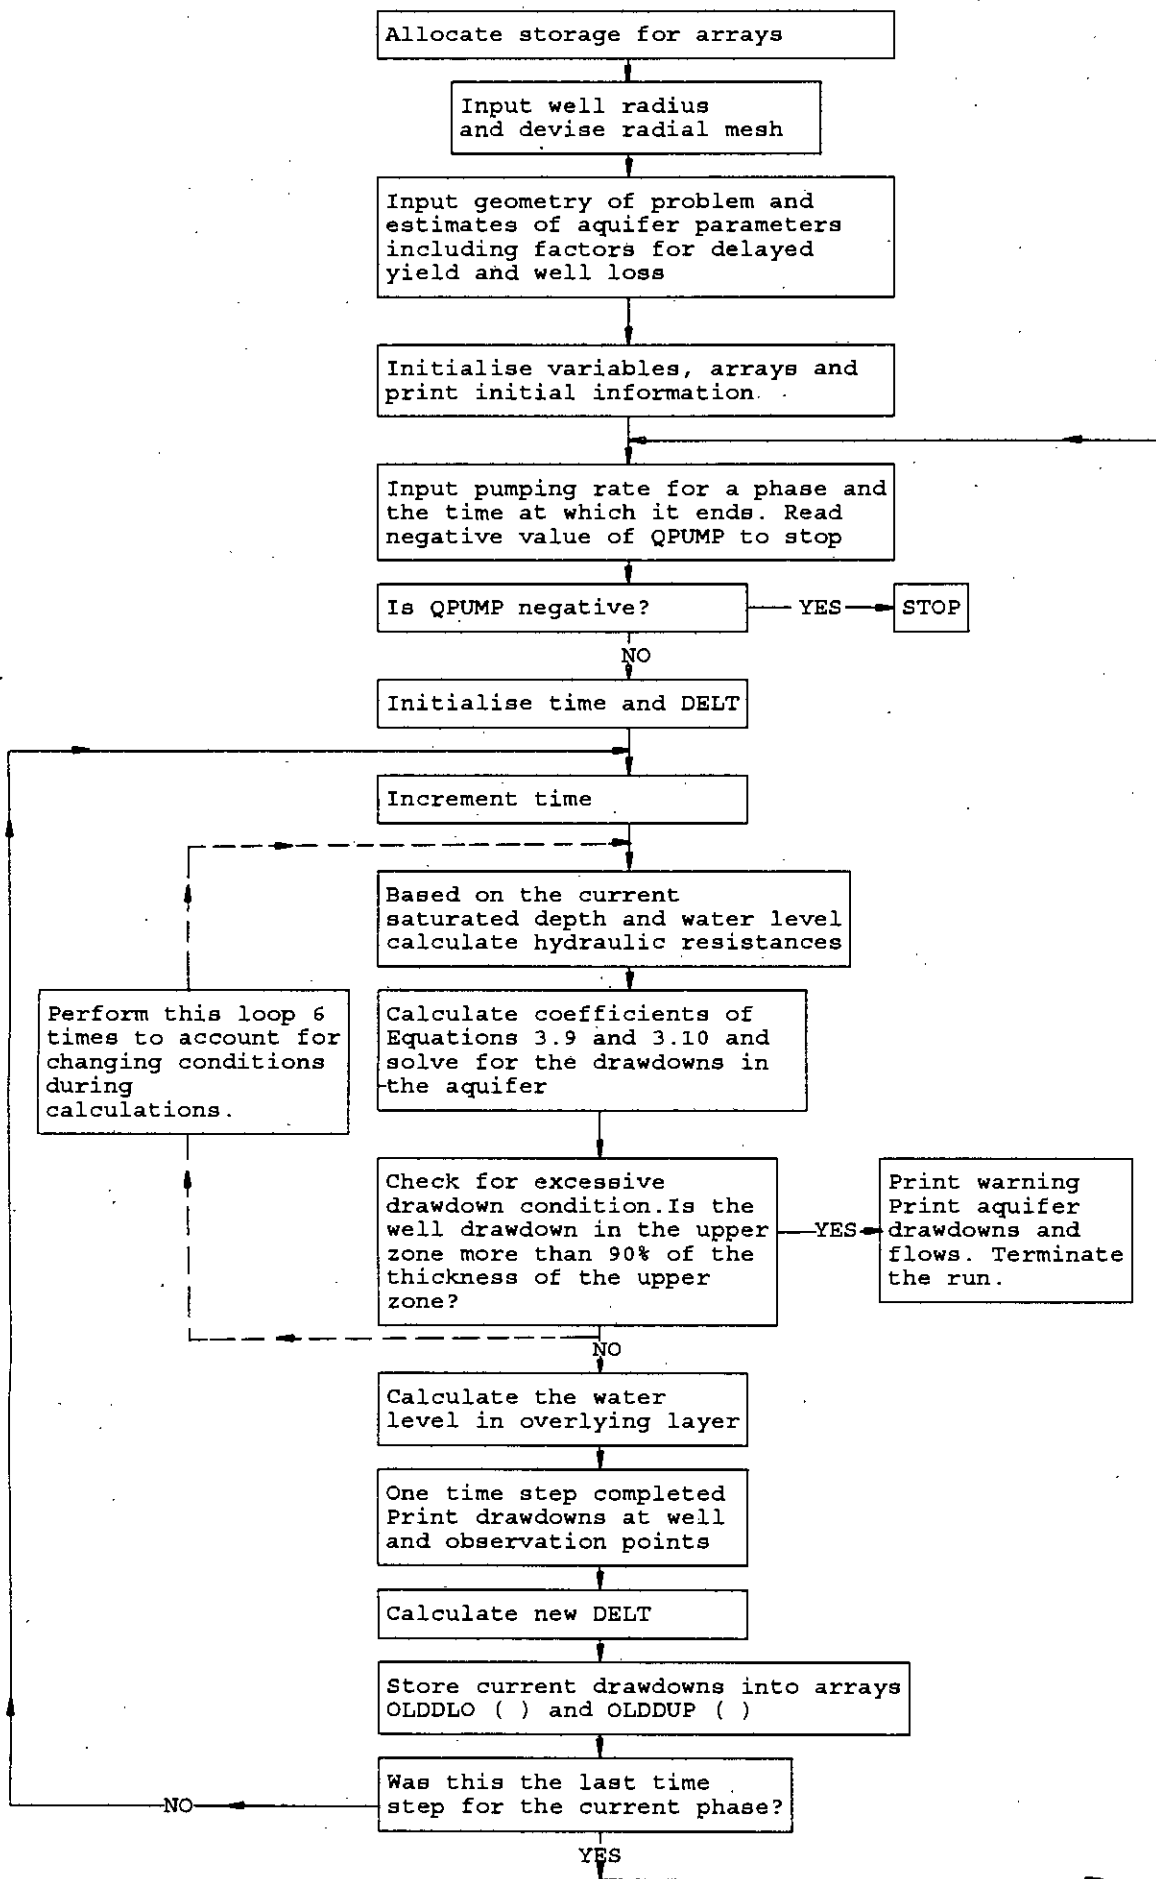 Allocate storage for arrays
Input well radius
and devise radial mesh
Input geometry of problem and
estimates of aquifer parameters
including factors for delayed
yield and well loss
Initialise variables, arrays and
print initial information.
Input pumping rate for a phase and
the time at which it ends. Read
negative value of QPUMP to stop
Is QPUMP negative?
YES
STOP
NO
Initialise time and DELT
Increment time
Based on the current
saturated depth and water level
calculate hydraulic resistances
Perform this loop 6
times to account for
changing conditions
during
calculations.
Calculate coefficients of
Equations 3.9 and 3.10 and
solve for the drawdowns in
the aquifer
Check for excessive
drawdown condition.Is the
well drawdown in the upper
zone more than 90% of the
thickness of the upper
zone?
YES
Print warning
Print aquifer
drawdowns and
flows. Terminate
the run.
NO
Calculate the water
level in overlying layer
One time step completed
Print drawdowns at well
and observation points
Calculate new DELT
Store current drawdowns into arrays
OLDDLO ( ) and OLDDUP ( )
Was this the last time
step for the current phase?
NO
YES